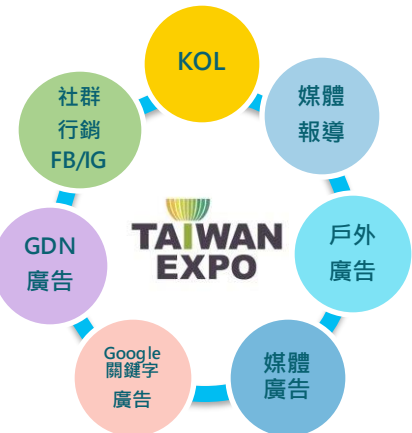 KOL
媒體
報導
戶外
廣告
媒體
廣告
Google
關鍵字
廣告
GDN
廣告
社群
行銷
FB/IG
TAIWAN
EXPO